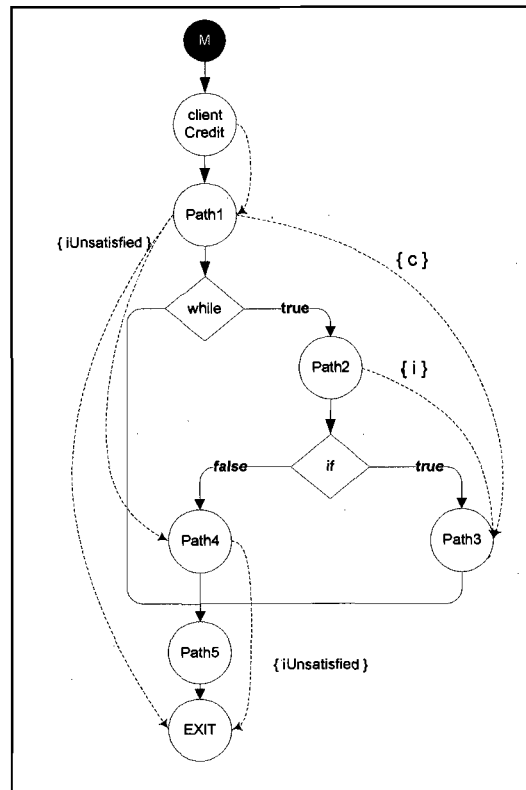 M
client
Credit
Path1
{ iUnsatisfied }
{ c }
while
true
Path2
{ i }
false
if
true
Path4
Path3
Path5
{ iUnsatisfied }
EXIT